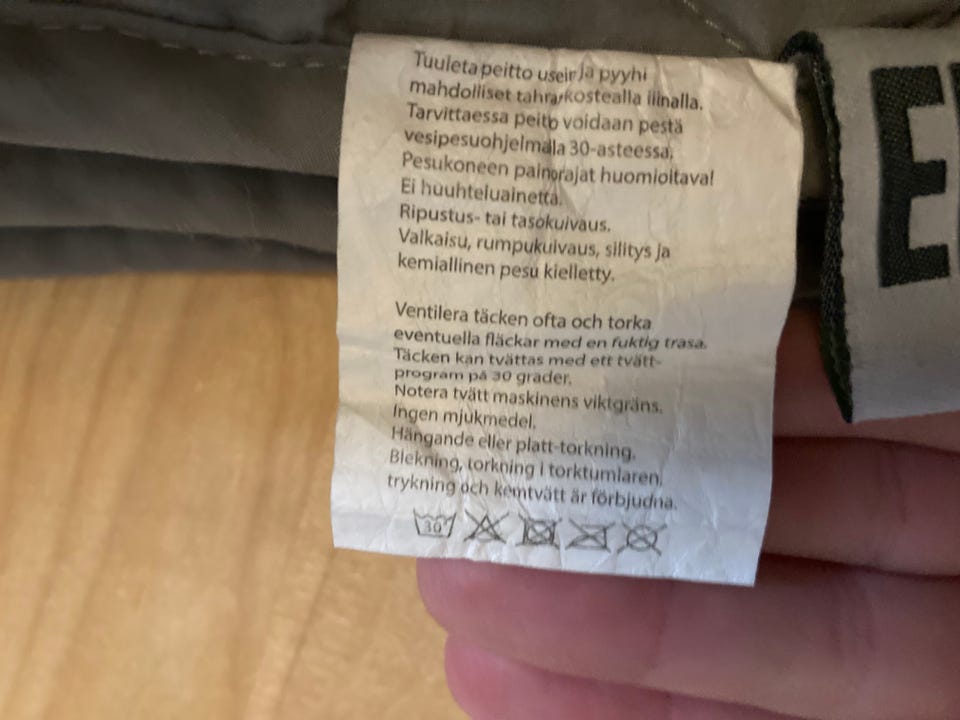 Tuuleta peitto usein ja pyyhi
mahdolliset tahrat kostealla liinalla.
Tarvittaessa peitto voidaan pestä
vesipesuohjelmalla 30-asteessa.
Pesukoneen painorajat huomioitava!
Ei huuhteluainetta.
Ripustus- tai tasokuivaus.
Valkaisu, rumpukuivaus, silitys ja
kemiallinen pesu kielletty.
Ventilera täcken ofta och torka
eventuella fläckar med en fuktig trasa.
Täcken kan tvättas med ett tvätt-
program på 30 grader.
Notera tvätt maskinens viktgräns.
Ingen mjukmedel.
Hängande eller platt-torkning.
Blekning, torkning i torktumlaren,
trykning och kemtvätt är förbjudna.
30°